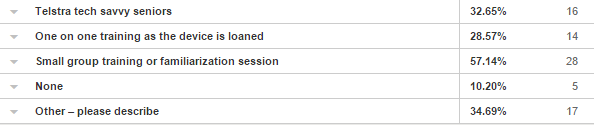 Telstra tech savvy seniors 32.65% 16
One on one training as the device is loaned 28.57% 14
Small group training or familiarization session 57.14% 28
None 10.20% 5
Other – please describe 34.69% 17